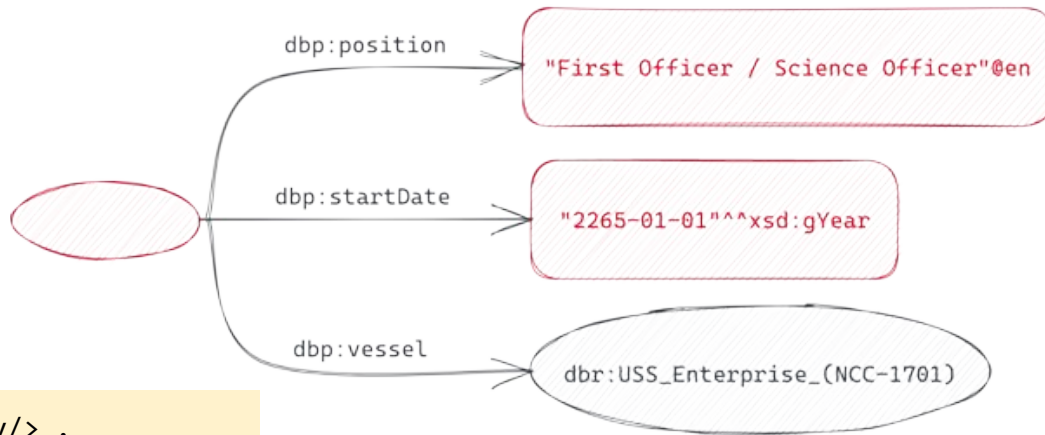 dbp:position
"First Officer / Science Officer"@en
dbp:startDate
"2265-01-01"^^xsd:gYear
dbp:vessel
dbr:USS_Enterprise_(NCC-1701)